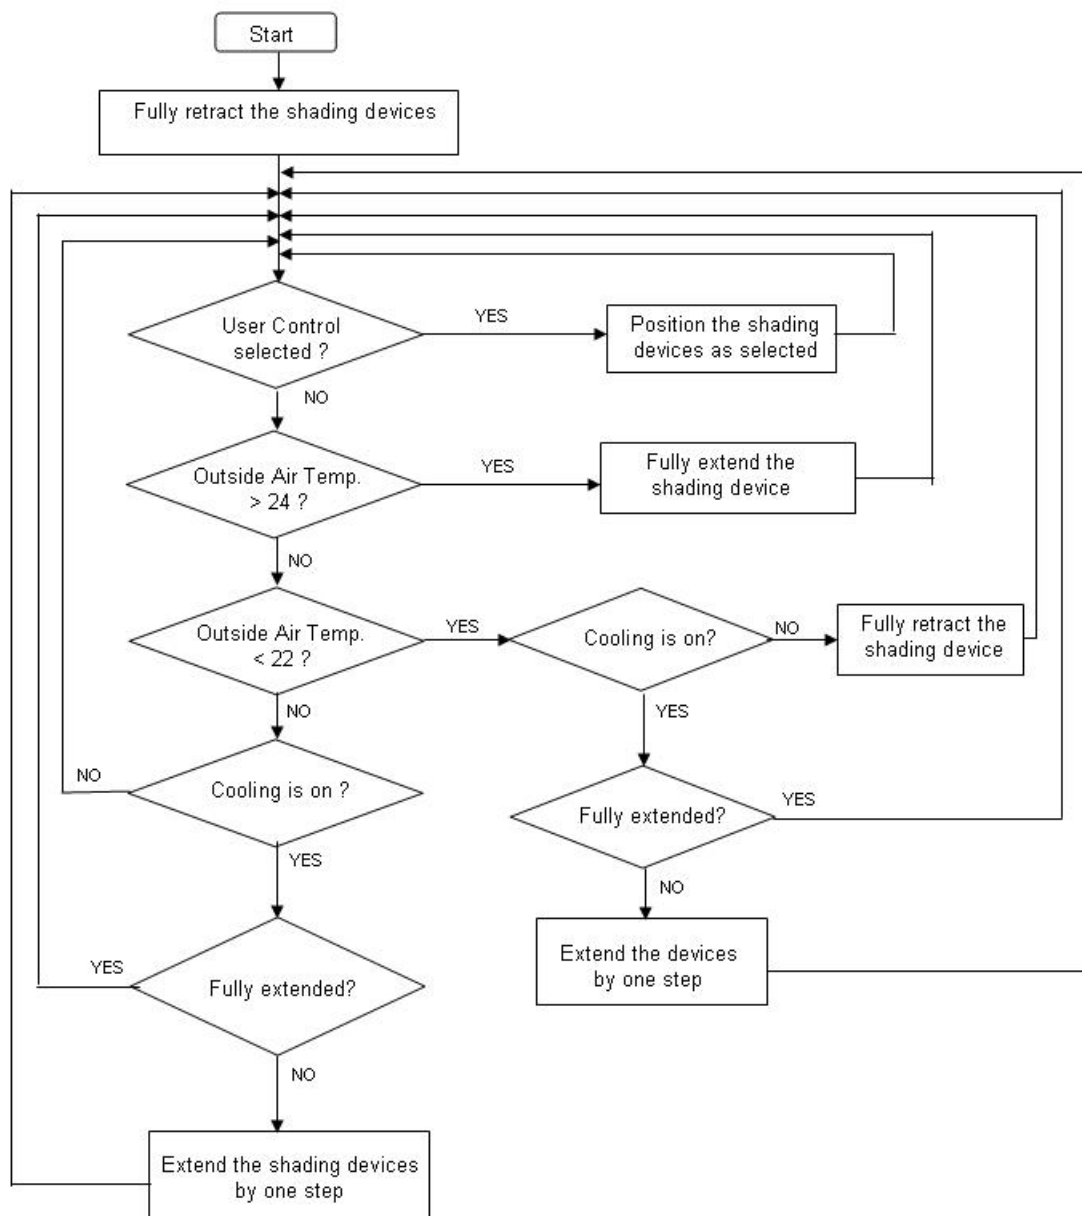 Start
Fully retract the shading devices
User Control
selected ?
YES
Position the shading
devices as selected
NO
Outside Air Temp.
> 24 ?
YES
Fully extend the
shading device
NO
Outside Air Temp.
< 22 ?
YES
Cooling is on?
NO
Fully retract the
shading device
NO
YES
NO
Cooling is on ?
Fully extended?
YES
YES
NO
YES
Fully extended?
Extend the devices
by one step
NO
Extend the shading devices
by one step